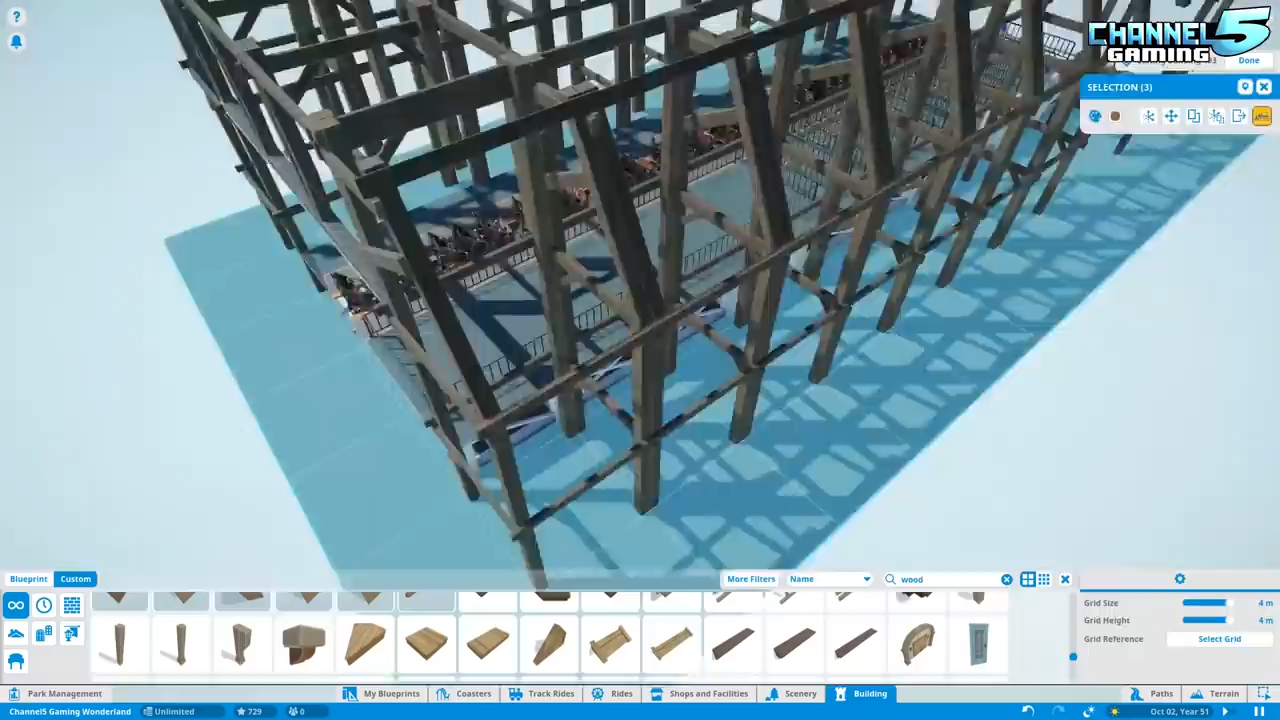 CHANNEL 5
GAMING
Done
SELECTION (3)
Blueprint
Custom
More Filters
Name
wood
Grid Size
4 m
Grid Height
4 m
Grid Reference
Select Grid
Park Management
My Blueprints
Coasters
Track Rides
Rides
Shops and Facilities
Scenery
Building
Paths
Terrain
Channel5 Gaming Wonderland
Unlimited
729
0
Oct 02, Year 51